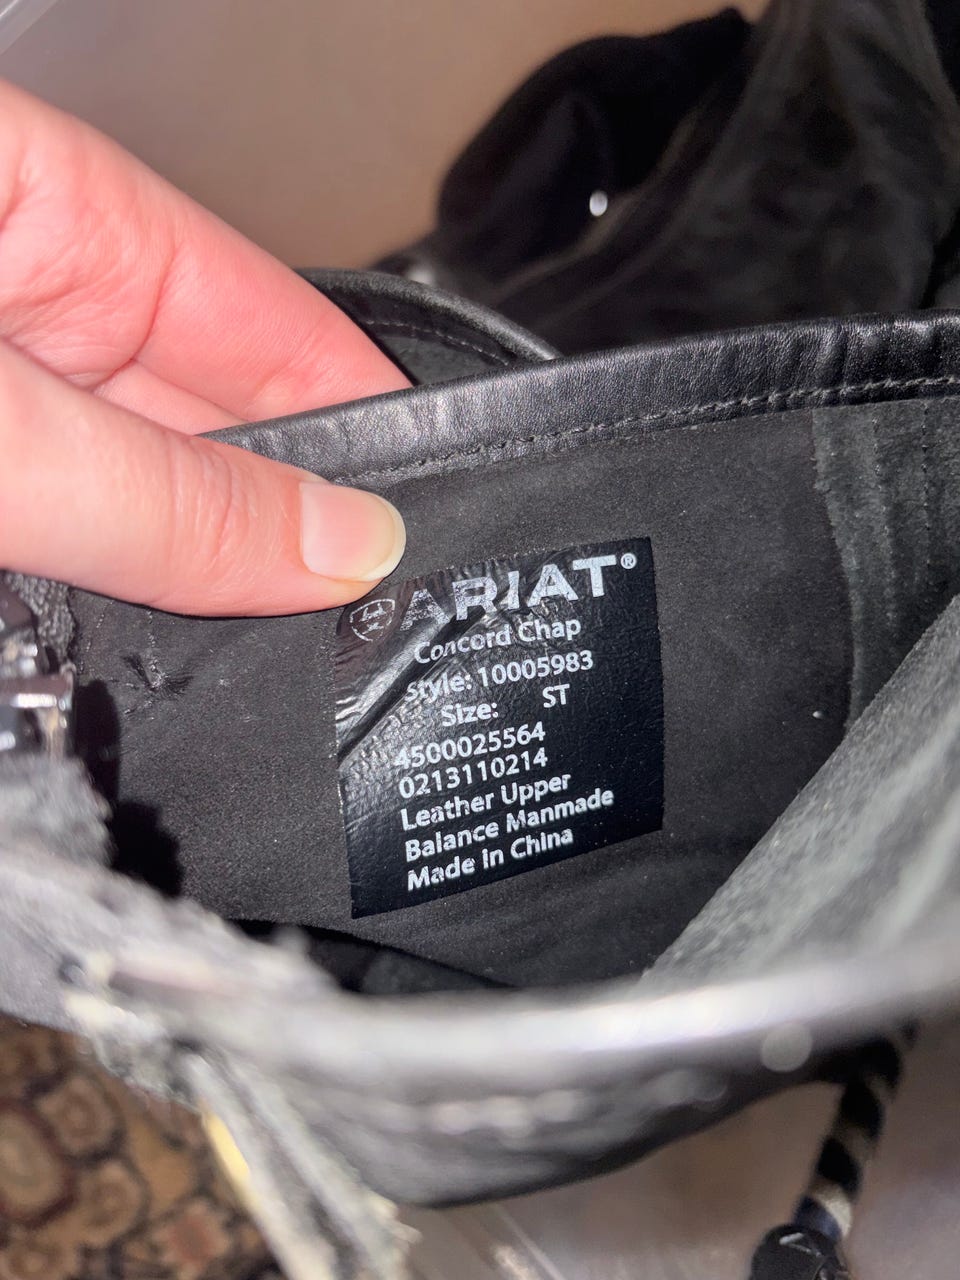 ARIAT®
Concord Chap
Style: 10005983
Size: ST
4500025564
0213110214
Leather Upper
Balance Manmade
Made in China